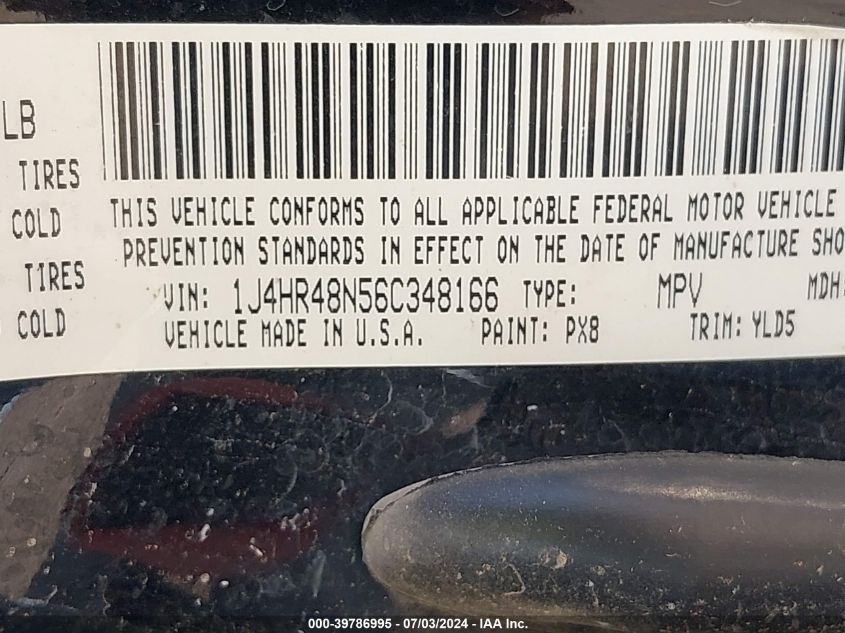 LB
TIRES
COLD
TIRES
COLD
THIS VEHICLE CONFORMS TO ALL APPLICABLE FEDERAL MOTOR VEHICLE
PREVENTION STANDARDS IN EFFECT ON THE DATE OF MANUFACTURE SHO
VIN: 1J4HR48N56C348166 TYPE: MPV MDH:
VEHICLE MADE IN U.S.A. PAINT: PX8 TRIM: YLD5
000-39786995 - 07/03/2024 - IAA Inc.